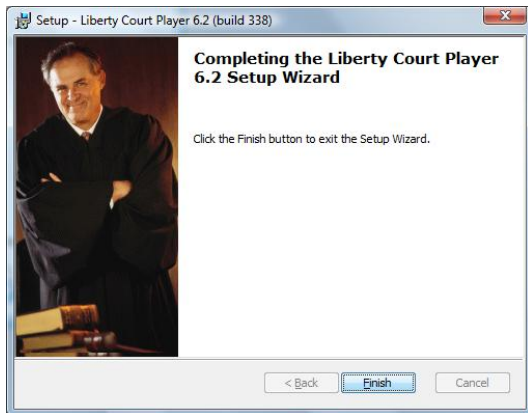 Setup - Liberty Court Player 6.2 (build 338)
Completing the Liberty Court Player
6.2 Setup Wizard
Click the Finish button to exit the Setup Wizard.
< Back
Finish
Cancel